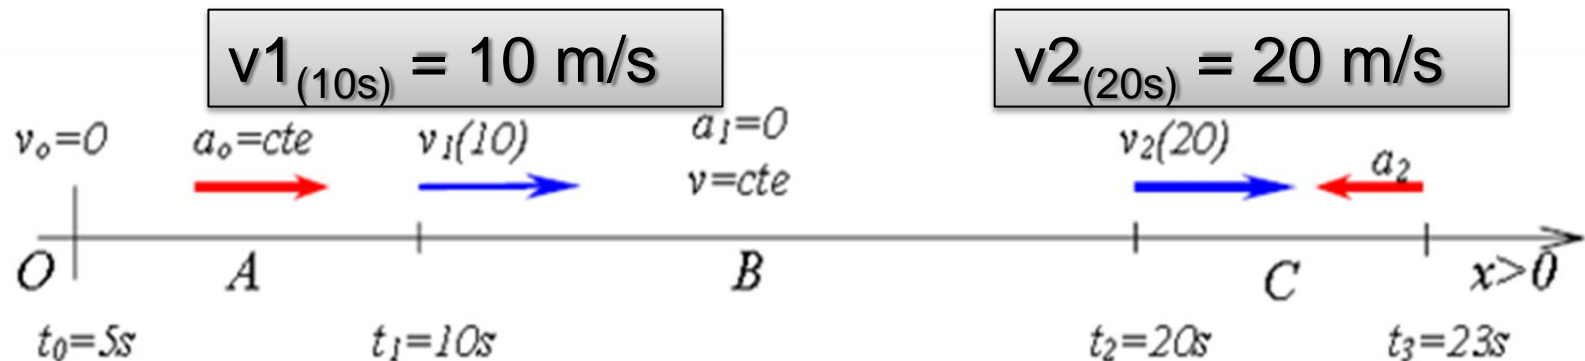 v1(10s) = 10 m/s
v2(20s) = 20 m/s
vo=0
ao=cte
v1(10)
a1=0
v=cte
v2(20)
a2
O
A
B
C
x>0
t0=5s
t1=10s
t2=20s
t3=23s